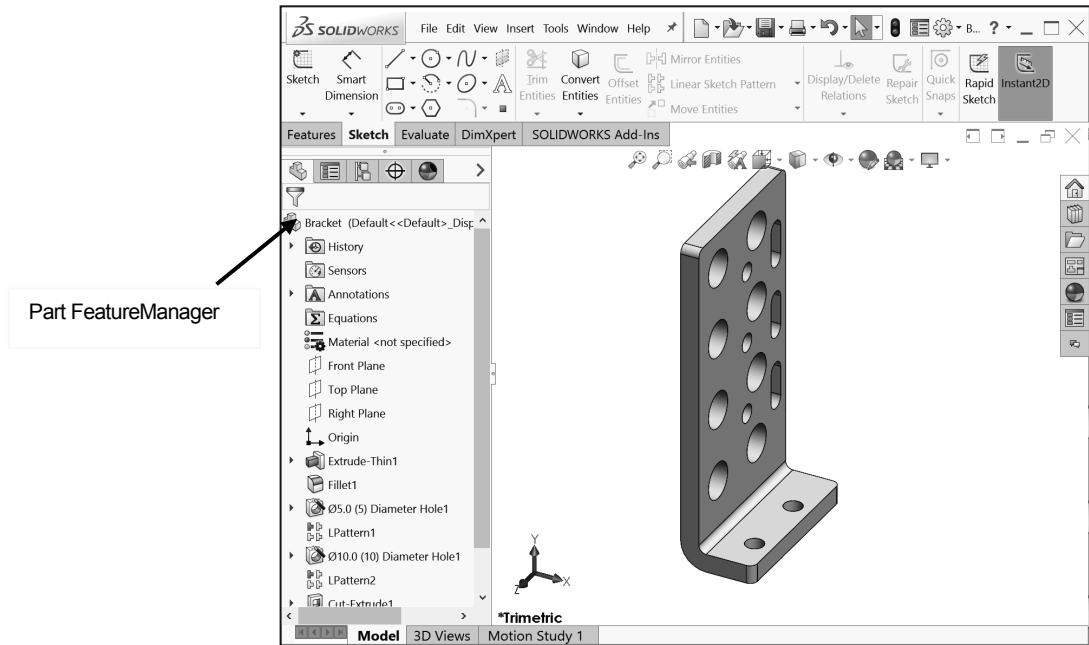 SOLIDWORKS File Edit View Insert Tools Window Help B... ?
Sketch
Smart Dimension
Trim Entities
Convert Entities
Offset Entities
Mirror Entities
Linear Sketch Pattern
Move Entities
Display/Delete Relations
Repair Sketch
Quick Snaps
Rapid Sketch
Instant2D
Features Sketch Evaluate DimXpert SOLIDWORKS Add-Ins
Bracket (Default<<Default>_Disp
History
Sensors
Annotations
Equations
Material <not specified>
Front Plane
Top Plane
Right Plane
Origin
Extrude-Thin1
Fillet1
Ø5.0 (5) Diameter Hole1
LPattern1
Ø10.0 (10) Diameter Hole1
LPattern2
Cut-Extrude1
Part FeatureManager
Y
X
Z
*Trimetric
Model 3D Views Motion Study 1